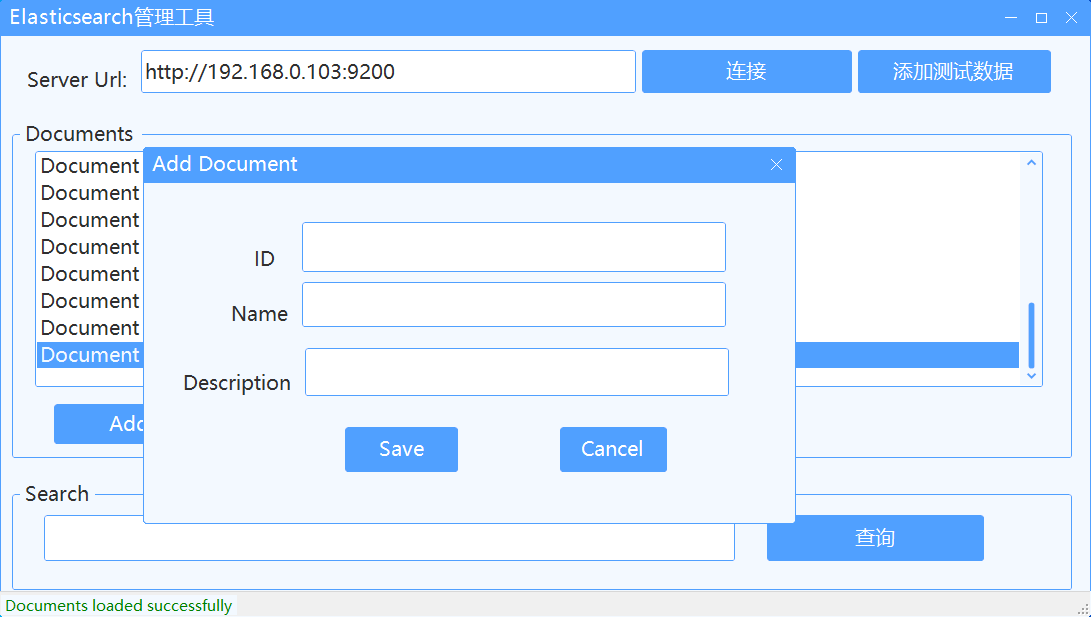 Elasticsearch管理工具
Server Url:
http://192.168.0.103:9200
连接
添加测试数据
Documents
Document
Document
Document
Document
Document
Document
Document
Document
Add Document
ID
Name
Description
Save
Cancel
Search
查询
Documents loaded successfully